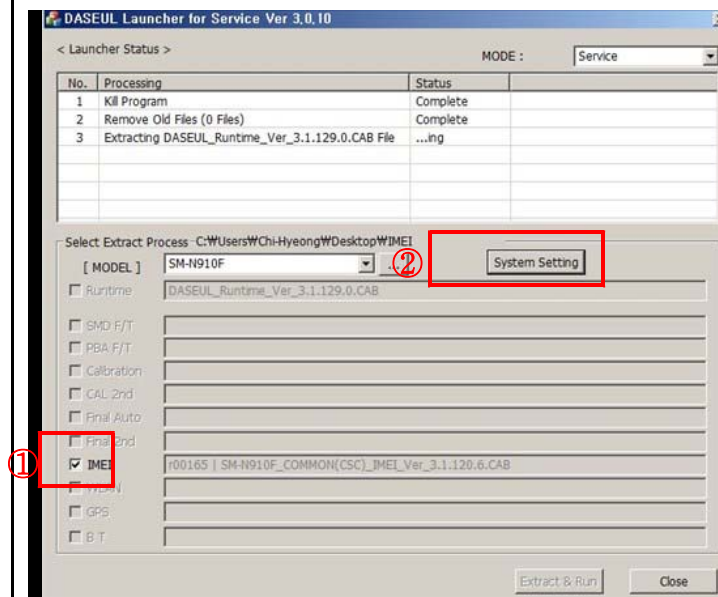 DASEUL Launcher for Service Ver 3,0,10
< Launcher Status >
MODE : Service
No. Processing Status
1 Kill Program Complete
2 Remove Old Files (0 Files) Complete
3 Extracting DASEUL_Runtime_Ver_3.1.129.0.CAB File ...ing
Select Extract Process C:₩Users₩Chi-Hyeong₩Desktop₩IMEI
[ MODEL ] SM-N910F ... ② System Setting
Runtime DASEUL_Runtime_Ver_3.1.129.0.CAB
SMD F/T
PBA F/T
Calibration
CAL 2nd
Final Auto
Final 2nd
① IMEI r00165 | SM-N910F_COMMON(CSC)_IMEI_Ver_3.1.120.6.CAB
WLAN
GPS
B T
Extract & Run Close